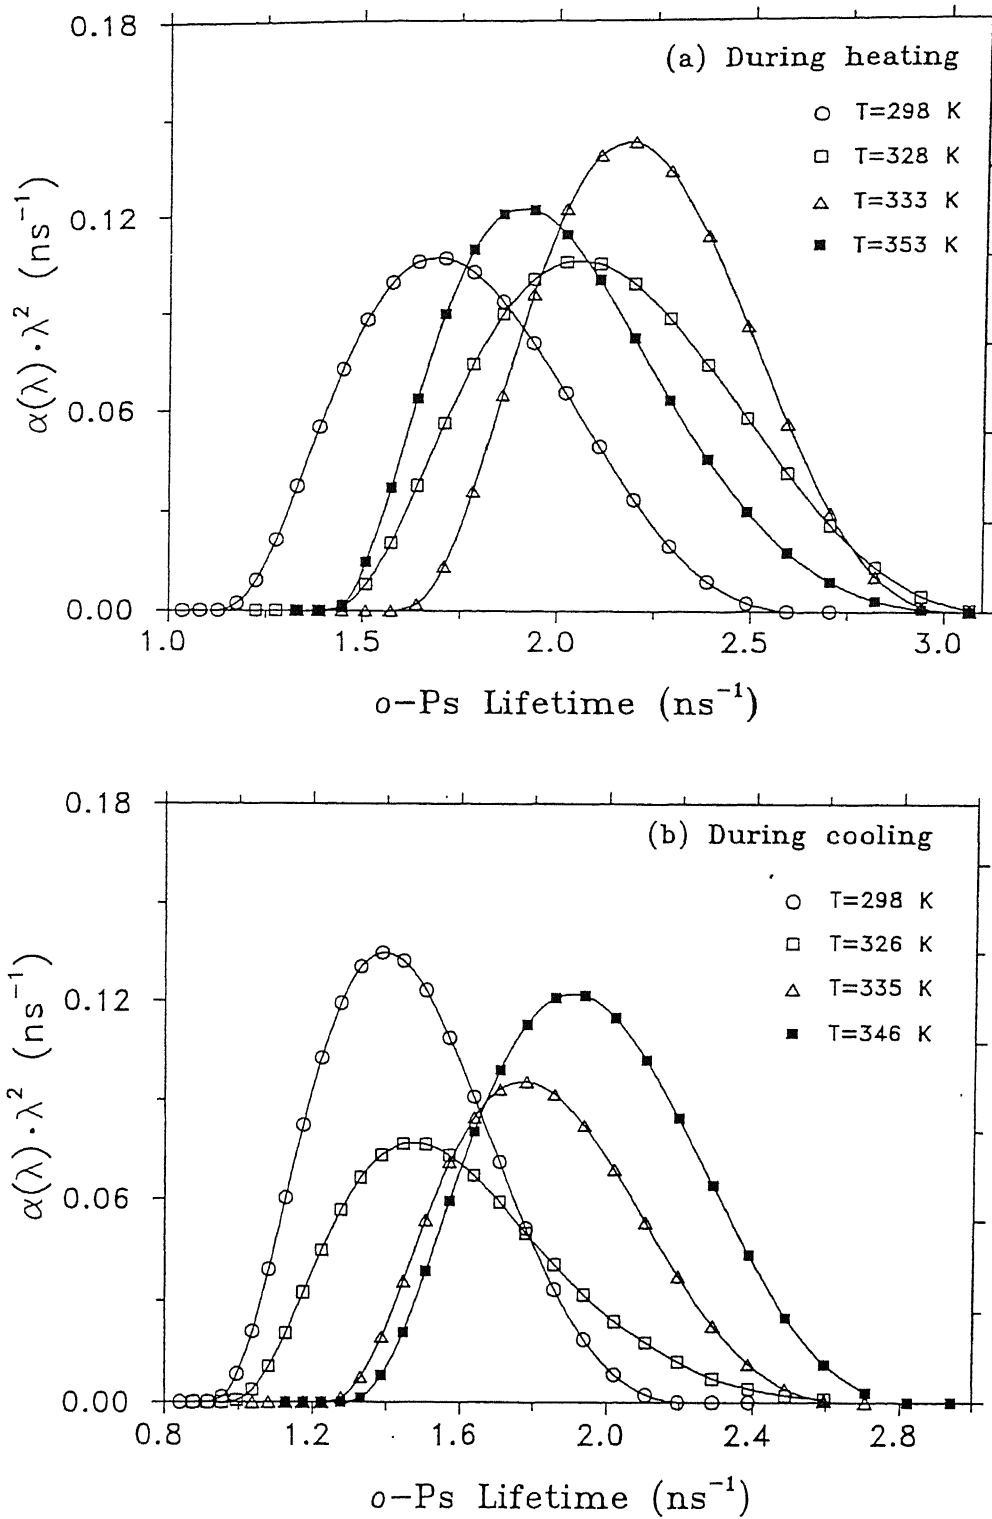 0.18
(a) During heating
T=298 K
T=328 K
T=333 K
T=353 K
0.12
0.06
0.00
α(λ)·λ² (ns⁻¹)
1.0 1.5 2.0 2.5 3.0
o−Ps Lifetime (ns⁻¹)
0.18
(b) During cooling
T=298 K
T=326 K
T=335 K
T=346 K
0.12
0.06
0.00
α(λ)·λ² (ns⁻¹)
0.8 1.2 1.6 2.0 2.4 2.8
o−Ps Lifetime (ns⁻¹)